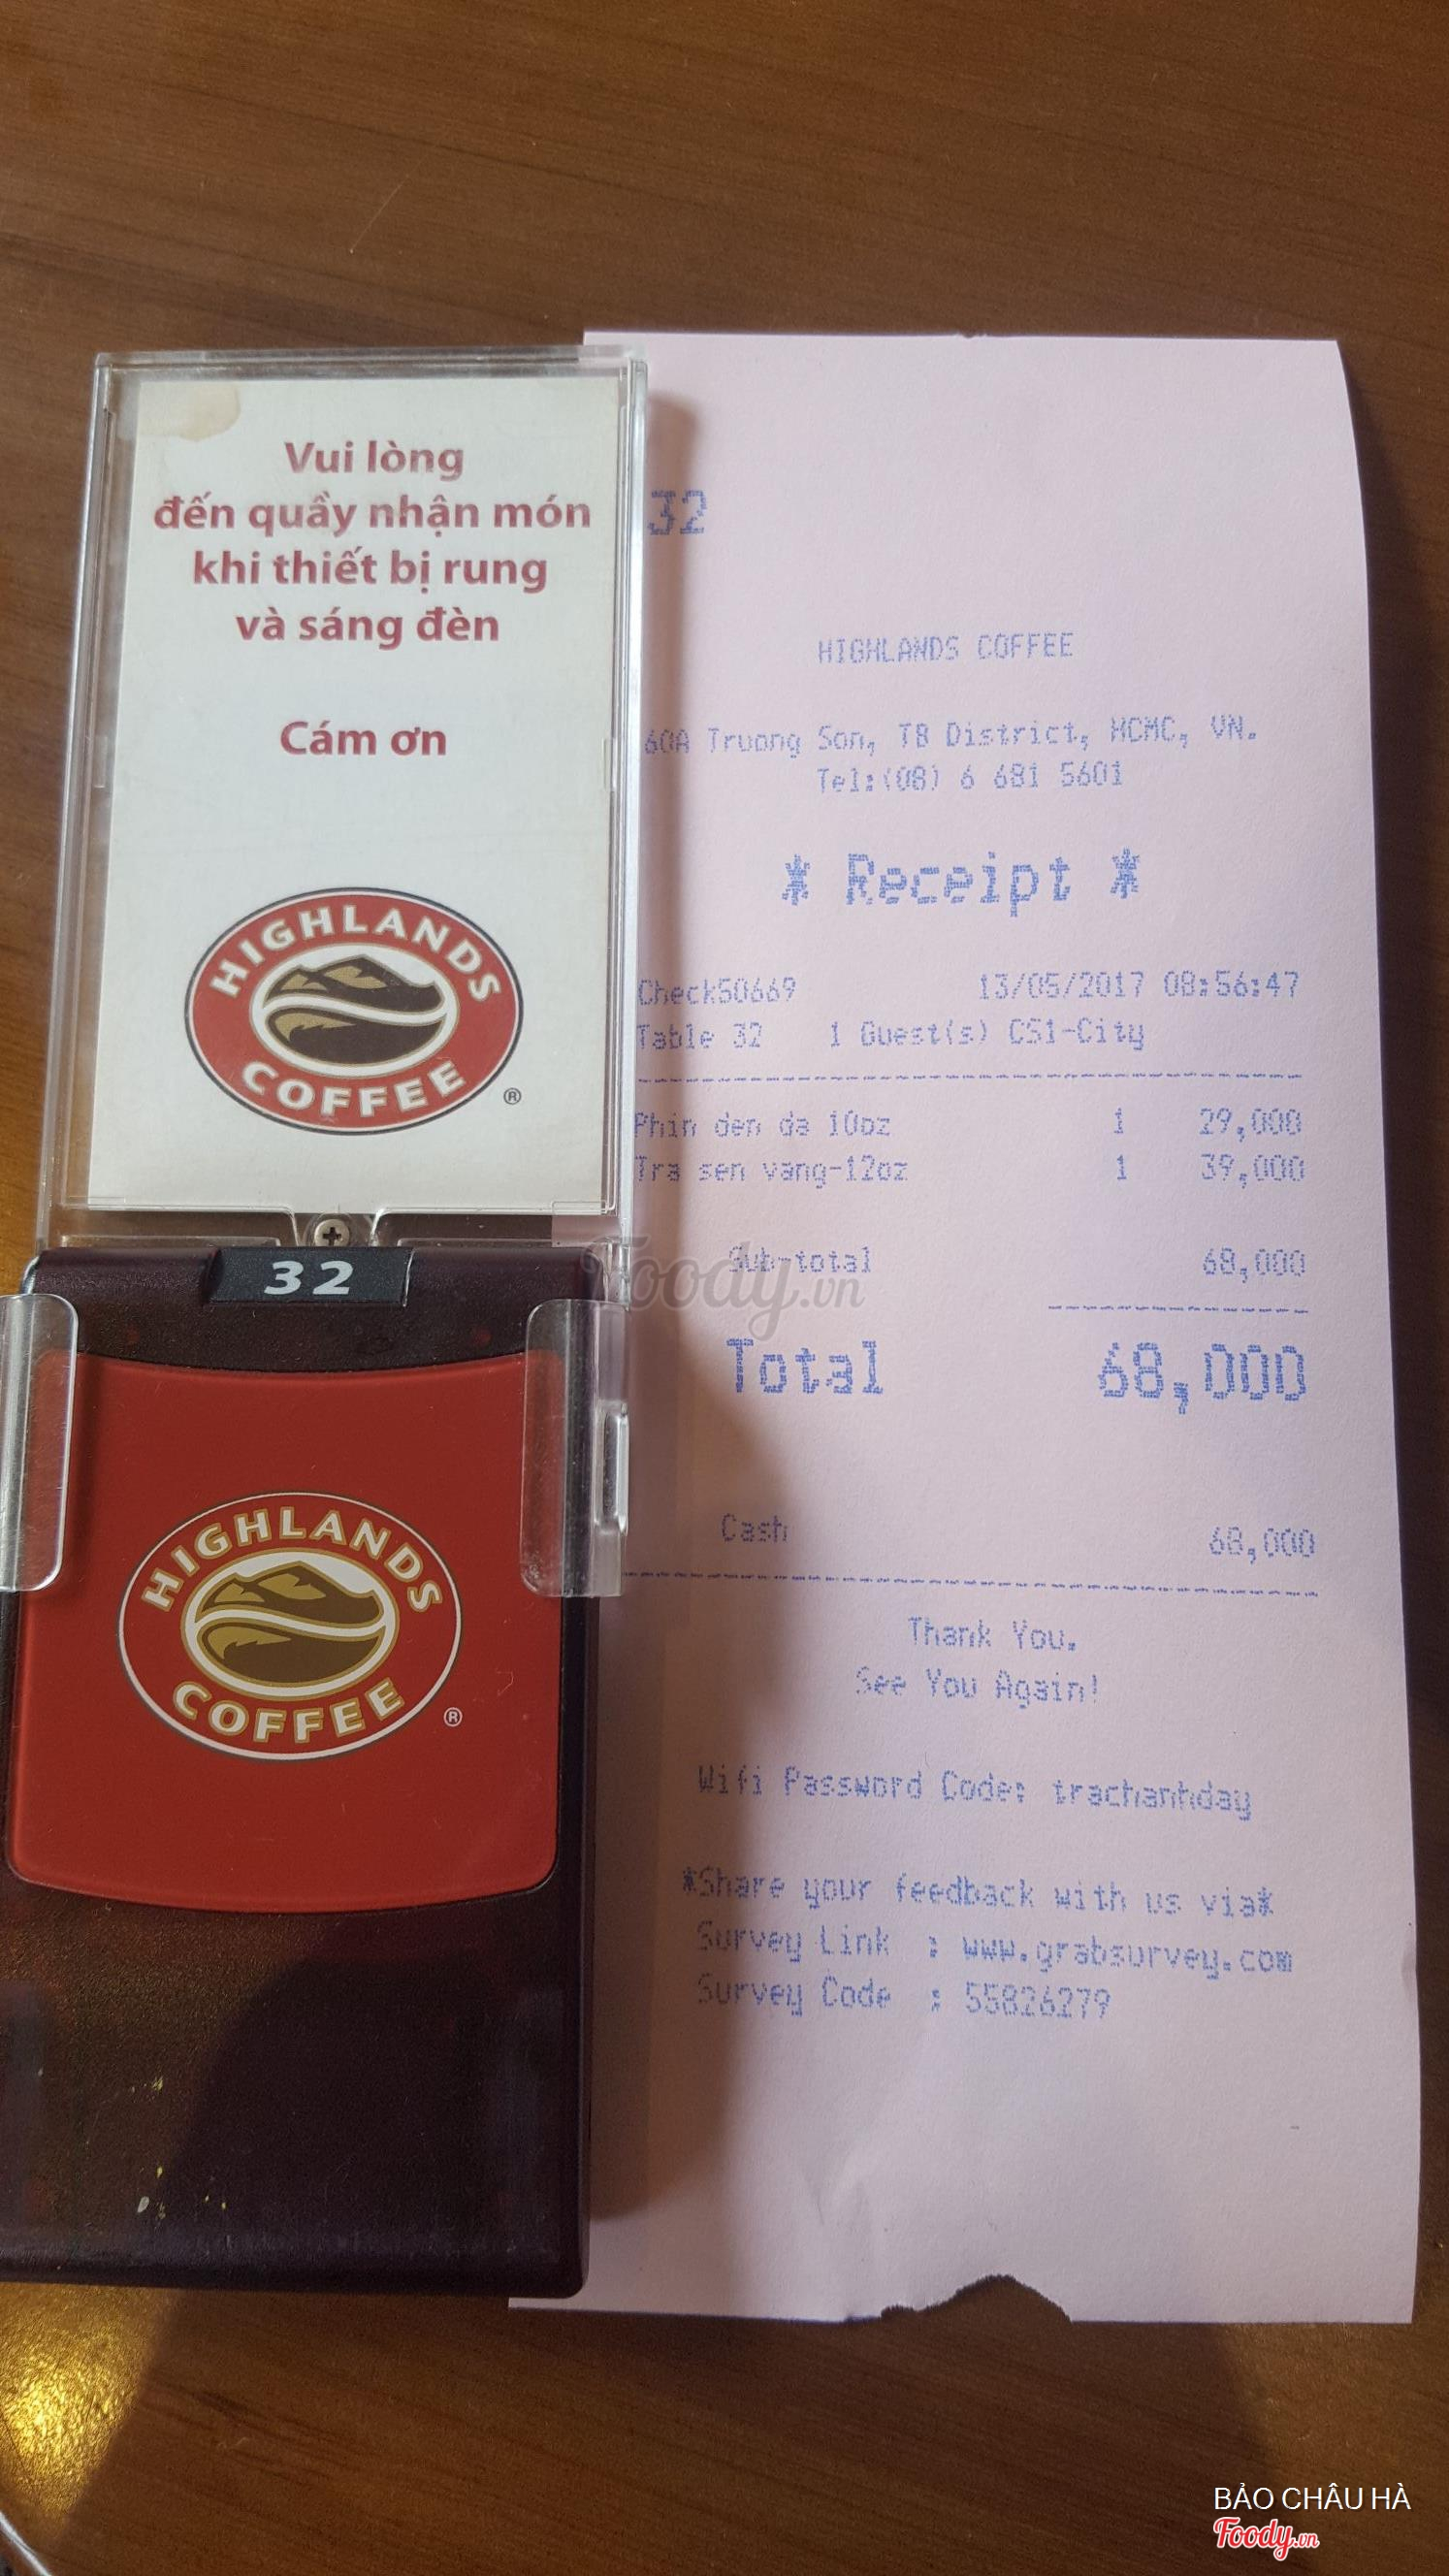 Vui lòng
đến quầy nhận món
khi thiết bị rung
và sáng đèn
Cám ơn
HIGHLANDS
COFFEE
®
32
HIGHLANDS
COFFEE
®
32
HIGHLANDS COFFEE
60A Truong Son, TB District, HCMC, VN.
Tel:(08) 6 681 5601
* Receipt *
Check50669 13/05/2017 08:56:47
Table 32 1 Guest(s) CS1-City
Phin den da 10oz 1 29,000
Tra sen vang-12oz 1 39,000
Sub-total 68,000
Total 68,000
Cash 68,000
Thank You.
See You Again!
Wifi Password Code: trachanhday
*Share your feedback with us via*
Survey Link : www.grabsurvey.com
Survey Code : 55826279
Foody.vn
BẢO CHÂU HÀ
Foody.vn